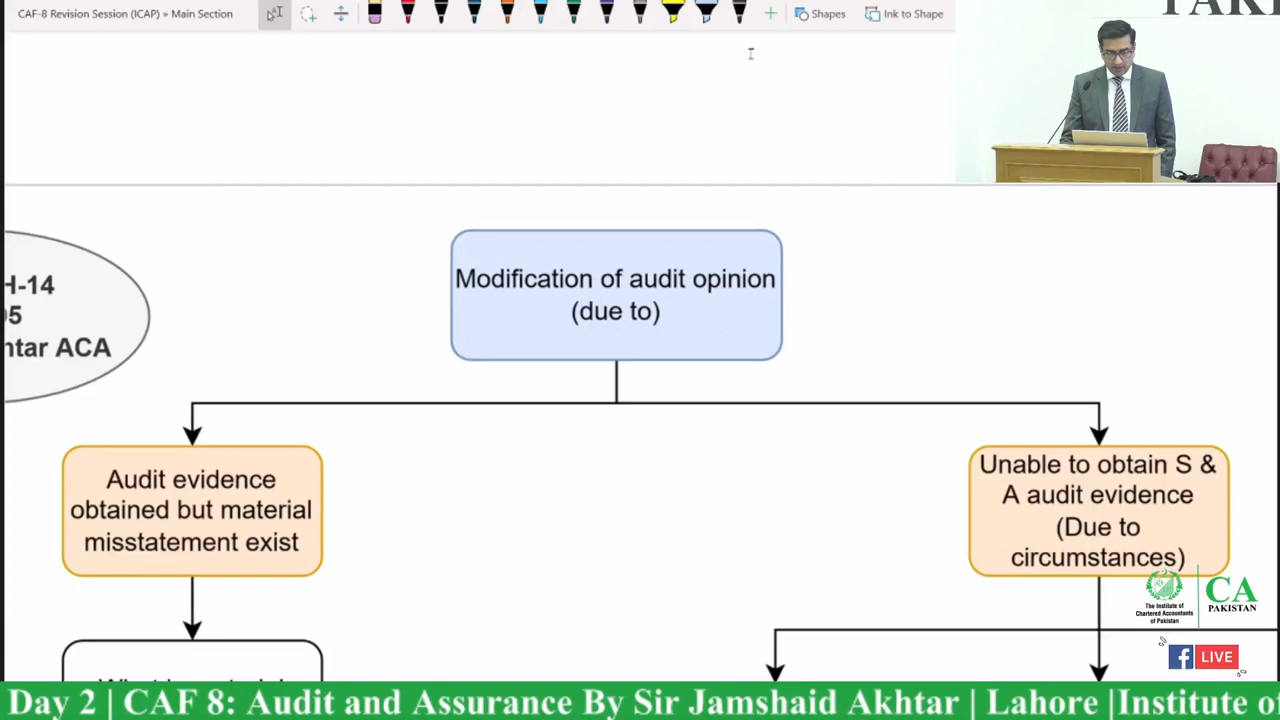 CAF-8 Revision Session (ICAP) » Main Section
Shapes
Ink to Shape
Modification of audit opinion
(due to)
H-14
5
htar ACA
Audit evidence
obtained but material
misstatement exist
Unable to obtain S &
A audit evidence
(Due to
circumstances)
The Institute of
Chartered Accountants
of Pakistan
CA
PAKISTAN
LIVE
Day 2 | CAF 8: Audit and Assurance By Sir Jamshaid Akhtar | Lahore |Institute o